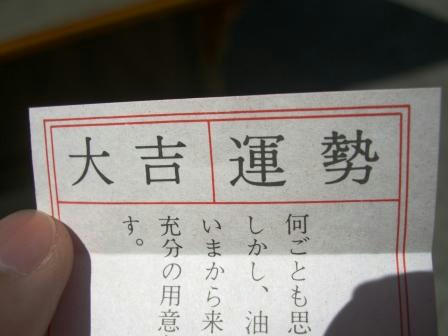 運勢
大吉
何ごとも思
しかし、油
いまから来
充分の用意
す。